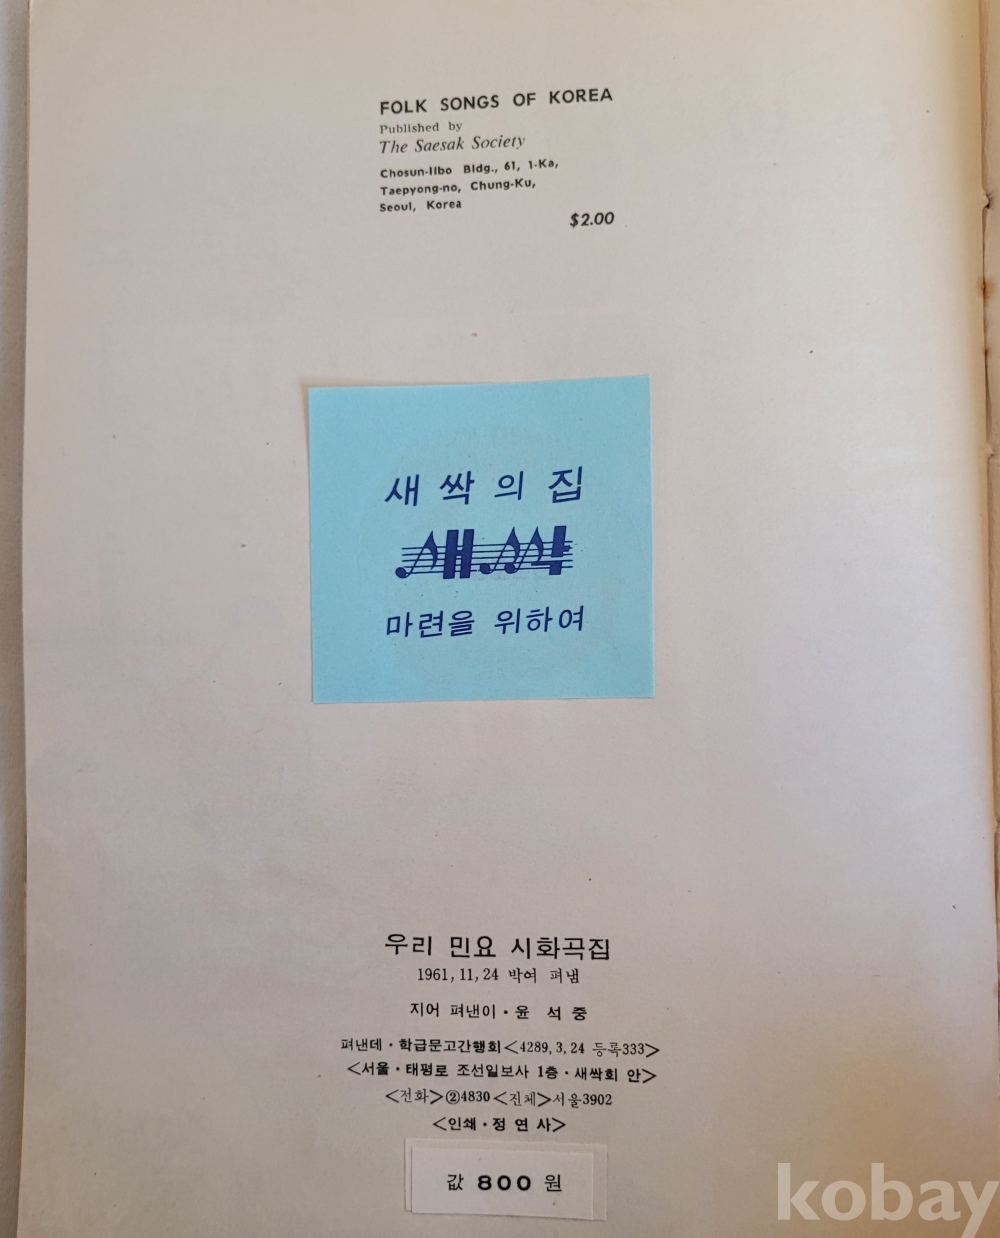 FOLK SONGS OF KOREA
Published by
The Saesak Society
Chosun-Ilbo Bldg., 61, 1-Ka,
Taepyong-no, Chung-Ku,
Seoul, Korea
$2.00
새 싹 의 집
새싹
마련을 위하여
우리 민요 시화곡집
1961, 11, 24 박여 펴냄
지어 펴낸이 · 윤 석 중
펴낸데 · 학급문고간행회<4289, 3, 24 등록333>
<서울 · 태평로 조선일보사 1층 · 새싹회 안>
<전화>②4830<진체>서울3902
<인쇄 · 정 연 사>
값 800 원
kobay